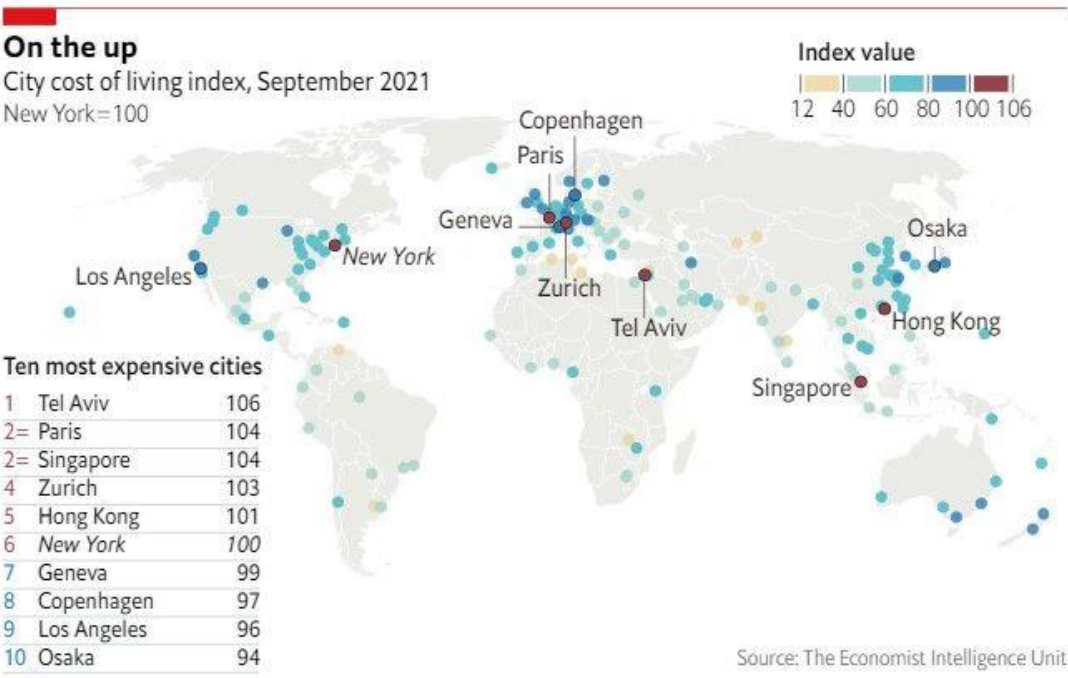 On the up
City cost of living index, September 2021
New York=100
Index value
12 40 60 80 100 106
Copenhagen
Paris
Geneva
Zurich
Osaka
New York
Los Angeles
Tel Aviv
Hong Kong
Singapore
Ten most expensive cities
1 Tel Aviv 106
2= Paris 104
2= Singapore 104
4 Zurich 103
5 Hong Kong 101
6 New York 100
7 Geneva 99
8 Copenhagen 97
9 Los Angeles 96
10 Osaka 94
Source: The Economist Intelligence Unit